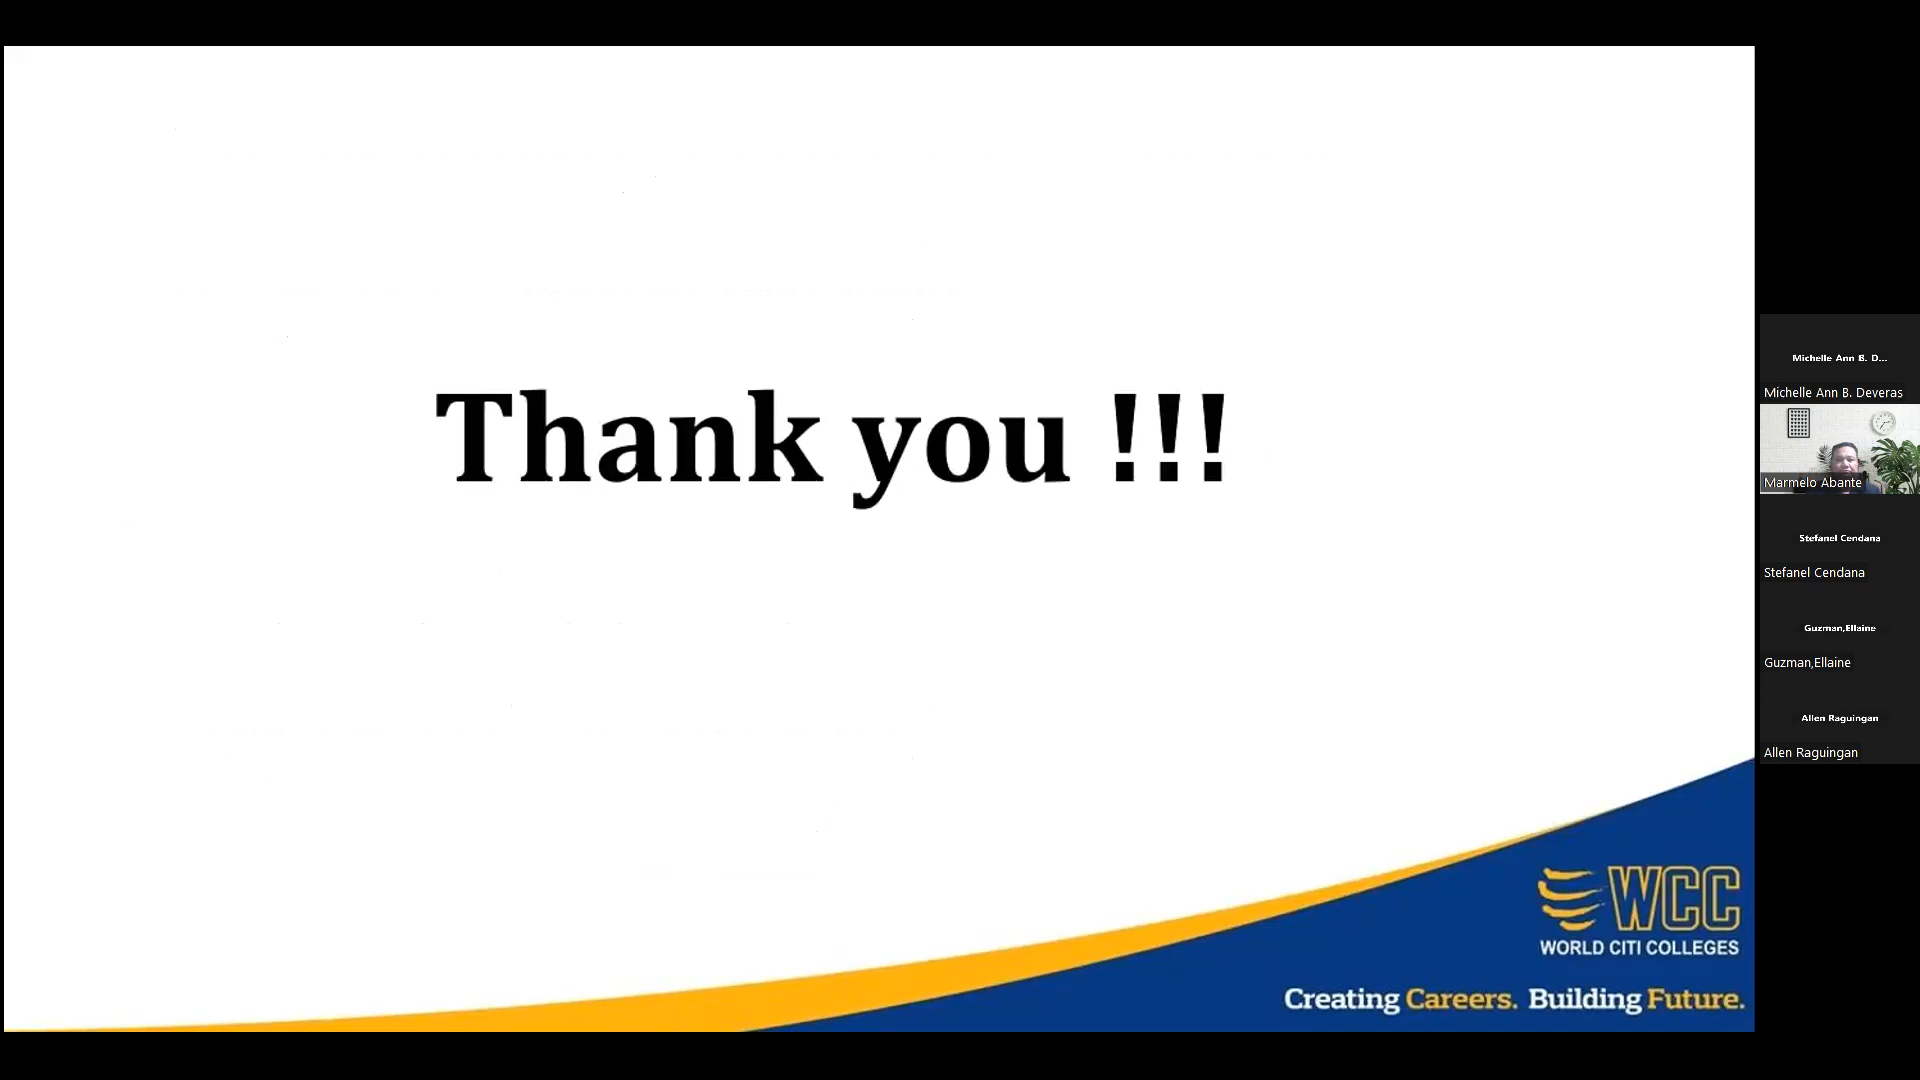 Thank you !!!
WCC
WORLD CITI COLLEGES
Creating Careers. Building Future.
Michelle Ann B. D...
Michelle Ann B. Deveras
Marmelo Abante
Stefanel Cendana
Stefanel Cendana
Guzman,Ellaine
Guzman,Ellaine
Allen Raguingan
Allen Raguingan